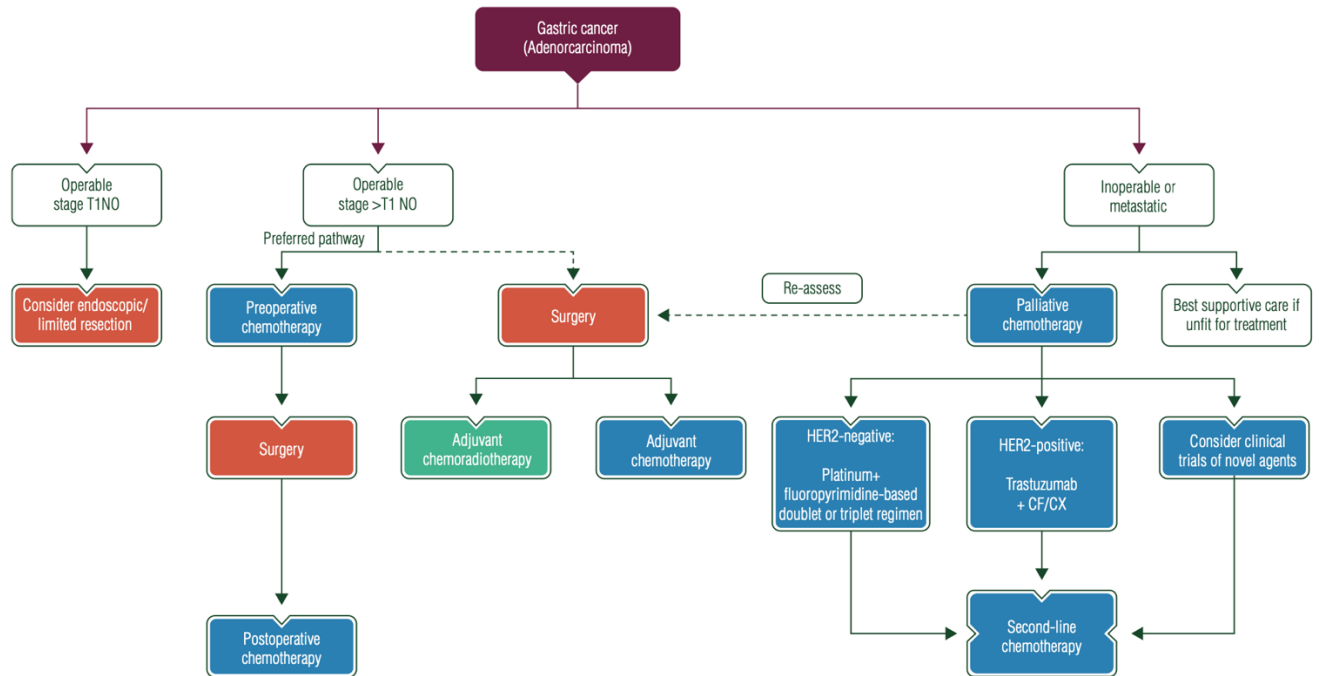 Gastric cancer
(Adenorcarcinoma)
Operable
stage T1NO
Operable
stage >T1 NO
Inoperable or
metastatic
Preferred pathway
Consider endoscopic/
limited resection
Preoperative
chemotherapy
Surgery
Re-assess
Palliative
chemotherapy
Best supportive care if
unfit for treatment
Surgery
Adjuvant
chemoradiotherapy
Adjuvant
chemotherapy
HER2-negative:
Platinum+
fluoropyrimidine-based
doublet or triplet regimen
HER2-positive:
Trastuzumab
+ CF/CX
Consider clinical
trials of novel agents
Postoperative
chemotherapy
Second-line
chemotherapy